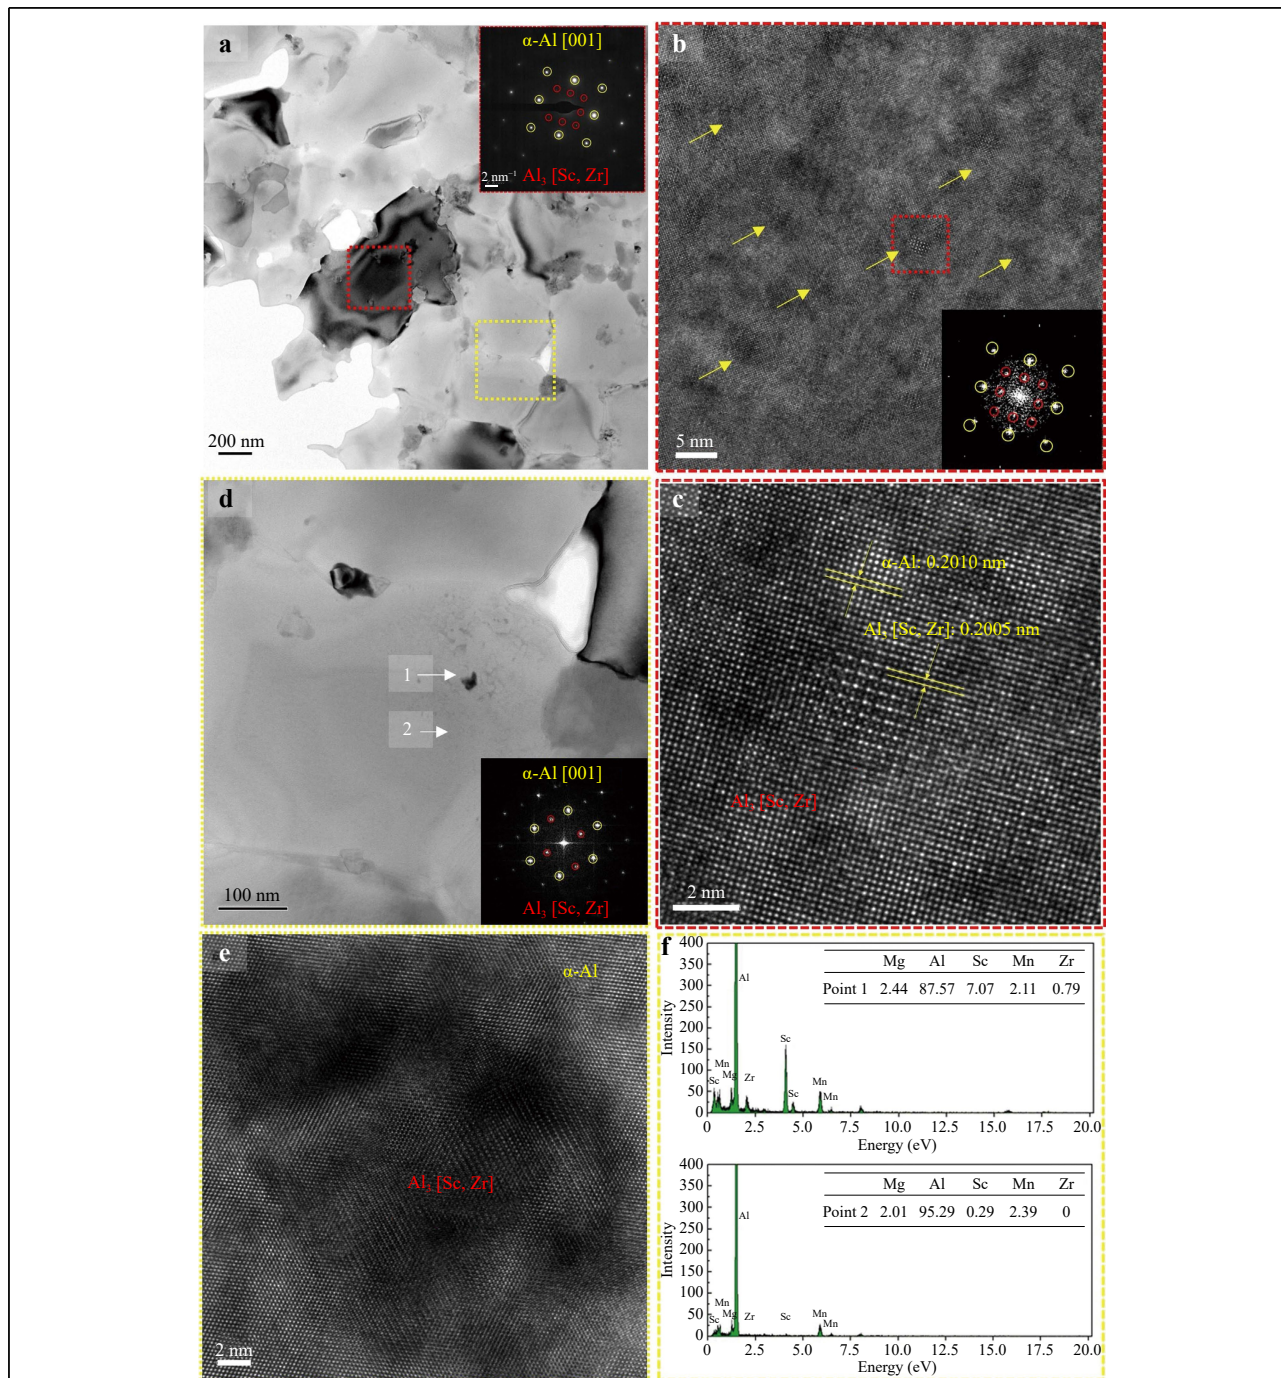 a
α-Al [001]
2 nm⁻¹
Al₃ [Sc, Zr]
200 nm
b
5 nm
d
1
2
α-Al [001]
Al₃ [Sc, Zr]
100 nm
c
α-Al: 0.2010 nm
Al₃ [Sc, Zr]: 0.2005 nm
Al₃ [Sc, Zr]
2 nm
e
α-Al
Al₃ [Sc, Zr]
2 nm
f
400
350
300
250
200
150
100
50
0
Intensity
Mg Al Sc Mn Zr
Point 1 2.44 87.57 7.07 2.11 0.79
Al
Sc
Mn
Sc Mg Zr Sc Mn Mn
0 2.5 5.0 7.5 10.0 12.5 15.0 17.5 20.0
Energy (eV)
400
350
300
250
200
150
100
50
0
Intensity
Mg Al Sc Mn Zr
Point 2 2.01 95.29 0.29 2.39 0
Al
Mn
Sc Mg Zr Sc Mn Mn
0 2.5 5.0 7.5 10.0 12.5 15.0 17.5 20.0
Energy (eV)